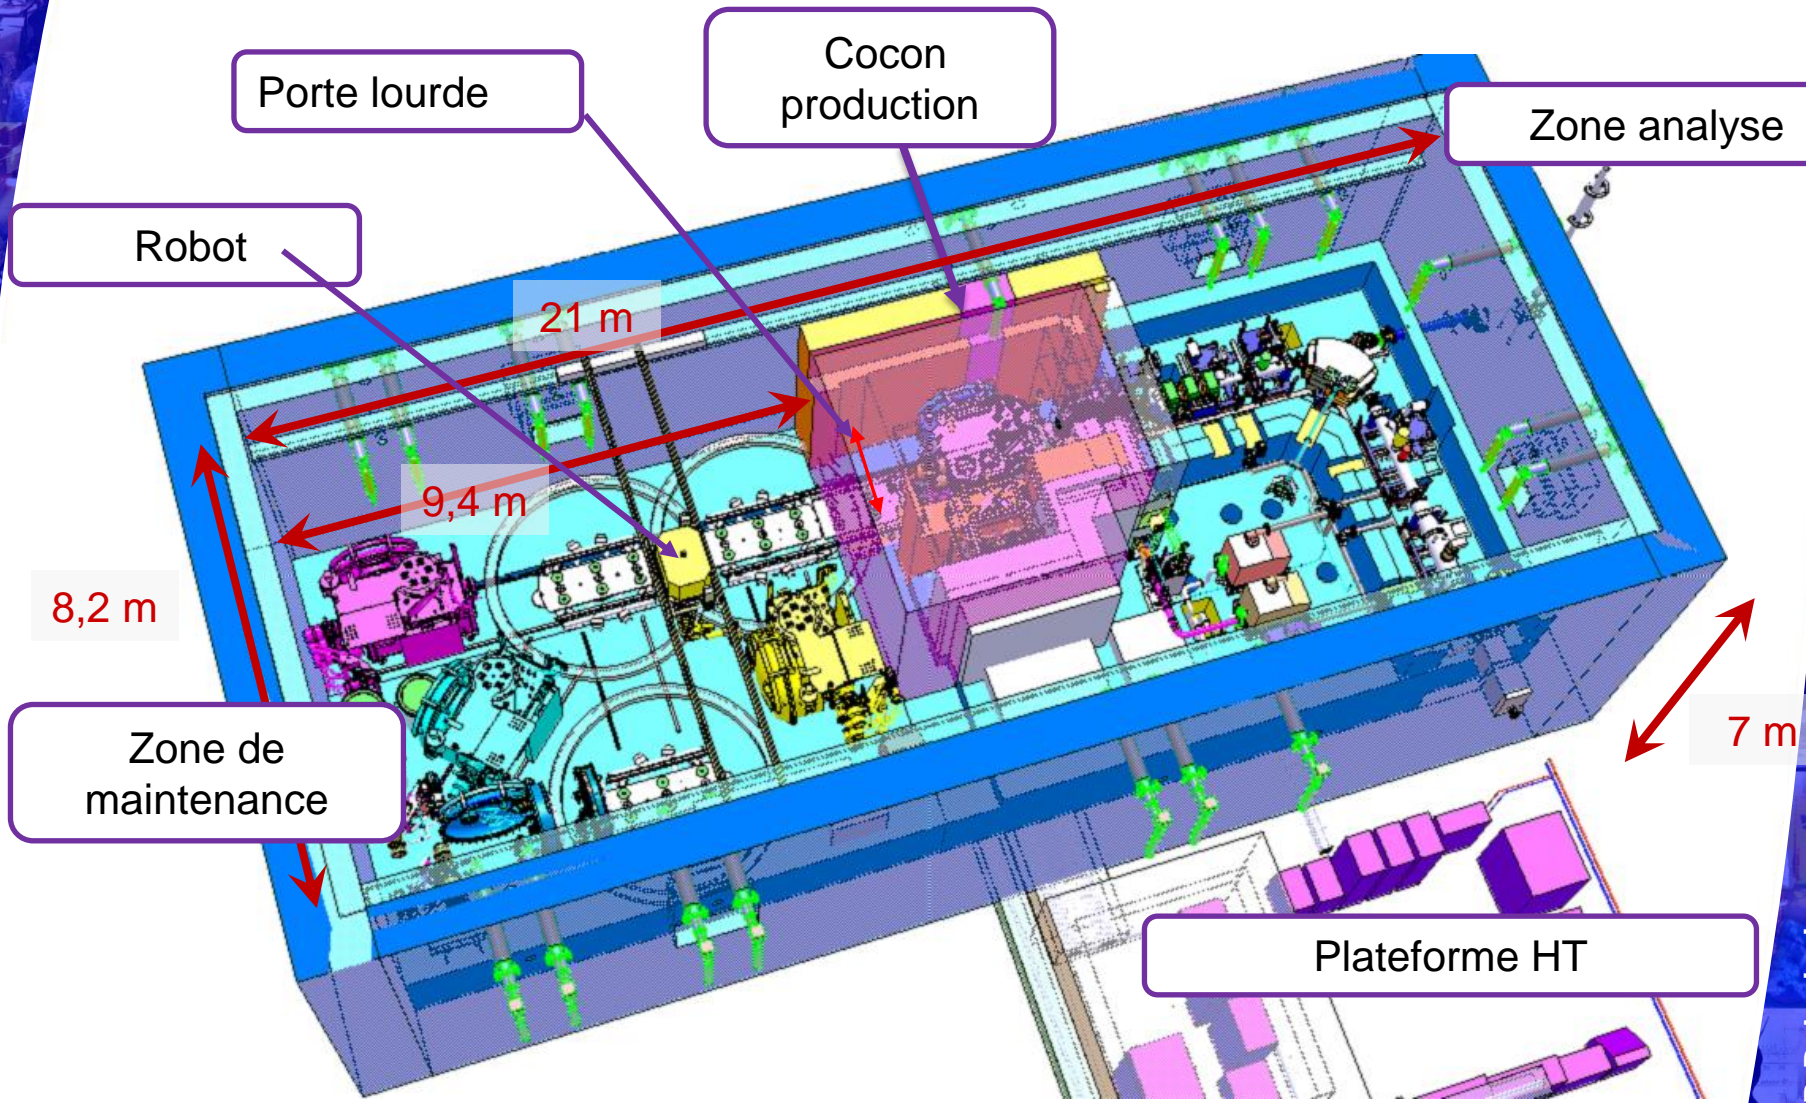 Cocon
production
Porte lourde
Zone analyse
Robot
21 m
9,4 m
8,2 m
Zone de
maintenance
7 m
Plateforme HT